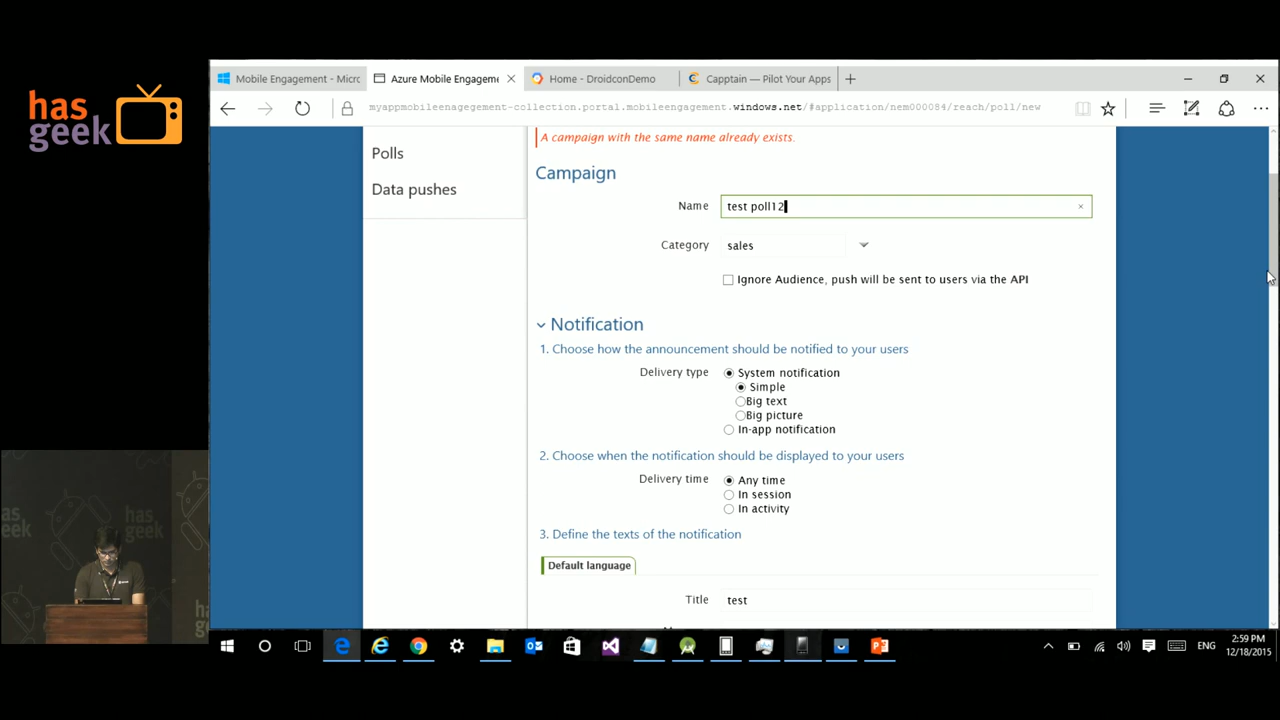 has
geek
Mobile Engagement - Micro
Azure Mobile Engageme
Home - DroidconDemo
Capptain — Pilot Your Apps
myappmobileenagegement-collection.portal.mobileengagement.windows.net/#application/nem000084/reach/poll/new
A campaign with the same name already exists.
Polls
Data pushes
Campaign
Name
test poll12
Category
sales
Ignore Audience, push will be sent to users via the API
Notification
1. Choose how the announcement should be notified to your users
Delivery type
System notification
Simple
Big text
Big picture
In-app notification
2. Choose when the notification should be displayed to your users
Delivery time
Any time
In session
In activity
3. Define the texts of the notification
Default language
Title
test
has
geek
ENG
2:59 PM
12/18/2015